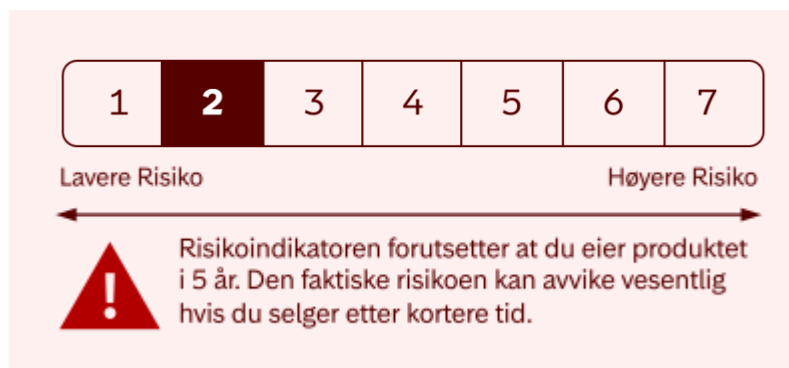 1 2 3 4 5 6 7
Lavere Risiko Høyere Risiko
Risikoindikatoren forutsetter at du eier produktet
i 5 år. Den faktiske risikoen kan avvike vesentlig
hvis du selger etter kortere tid.